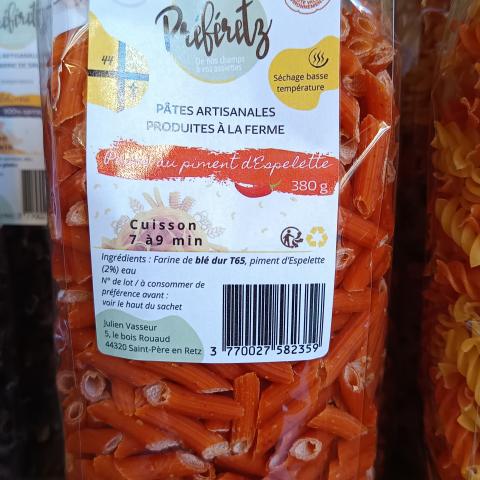 Préféretz
De nos champs
à vos assiettes
44
Séchage basse
température
PÂTES ARTISANALES
PRODUITES À LA FERME
au piment d'Espelette
380 g
Cuisson
7 à 9 min
Ingrédients : Farine de blé dur T65, piment d'Espelette
(2%) eau
N° de lot / à consommer de
préférence avant :
voir le haut du sachet
Julien Vasseur
5, le bois Rouaud
44320 Saint-Père en Retz
3 770027 582359